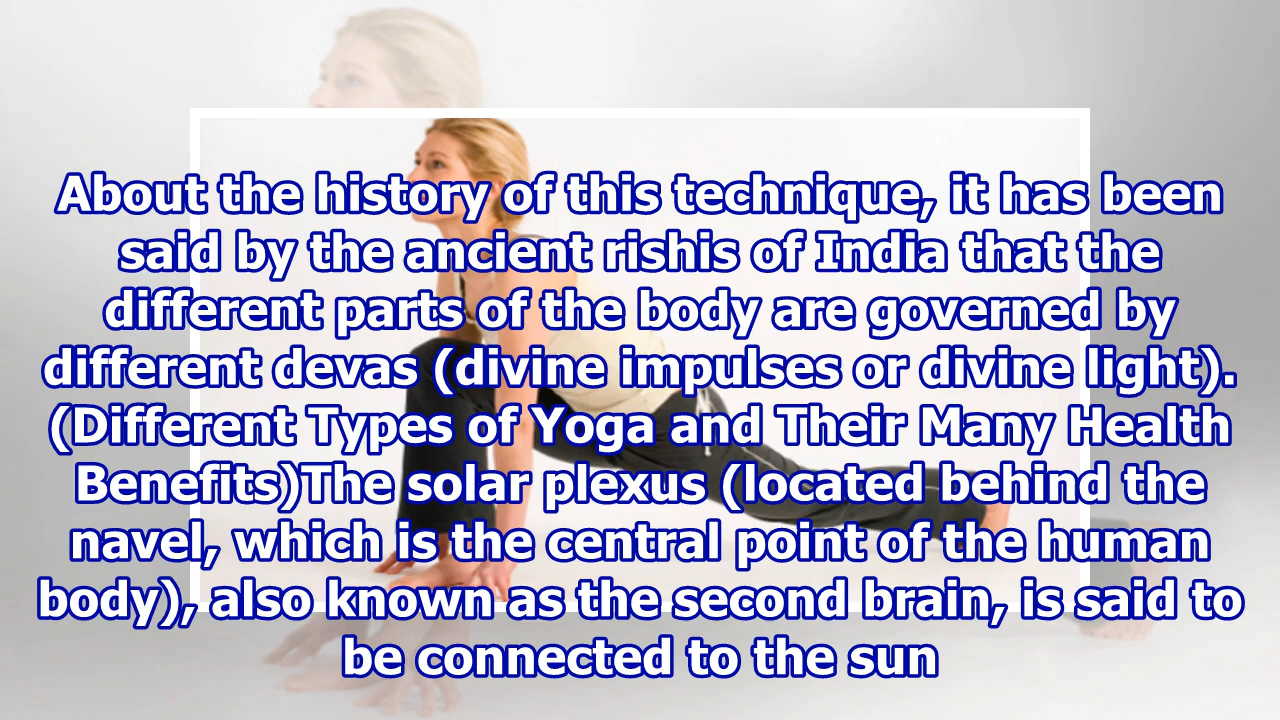 About the history of this technique, it has been
said by the ancient rishis of India that the
different parts of the body are governed by
different devas (divine impulses or divine light).
(Different Types of Yoga and Their Many Health
Benefits)The solar plexus (located behind the
navel, which is the central point of the human
body), also known as the second brain, is said to
be connected to the sun